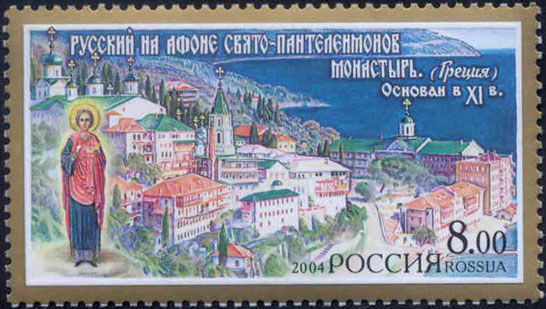 РУССКИЙ НА АФОНЕ СВЯТО-ПАНТЕЛЕИМОНОВ
МОНАСТЫРЬ. (Греция)
Основан в XI в.
8.00
2004 РОССИЯ ROSSIJA